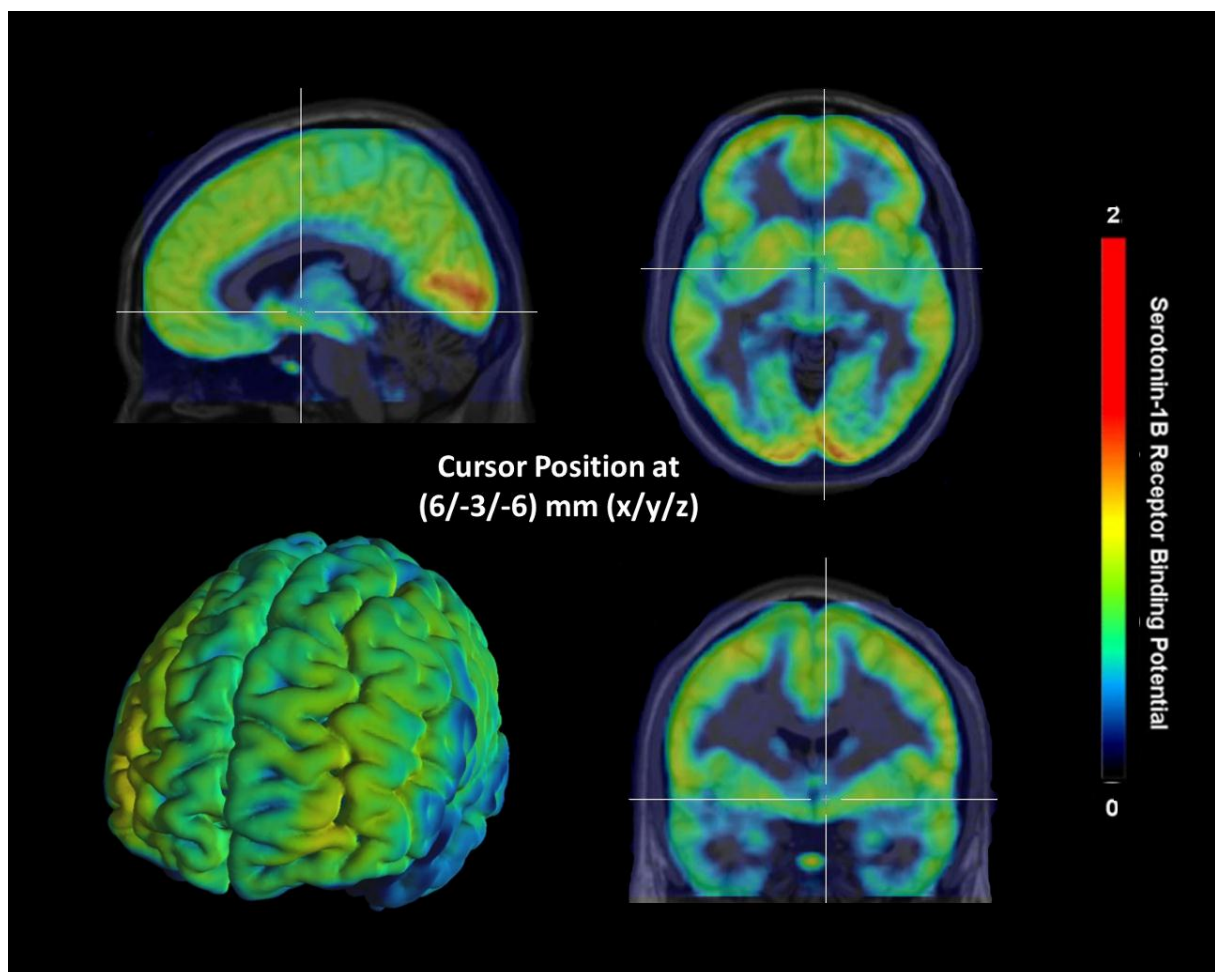 Cursor Position at
(6/-3/-6) mm (x/y/z)
2
Serotonin-1B Receptor Binding Potential
0